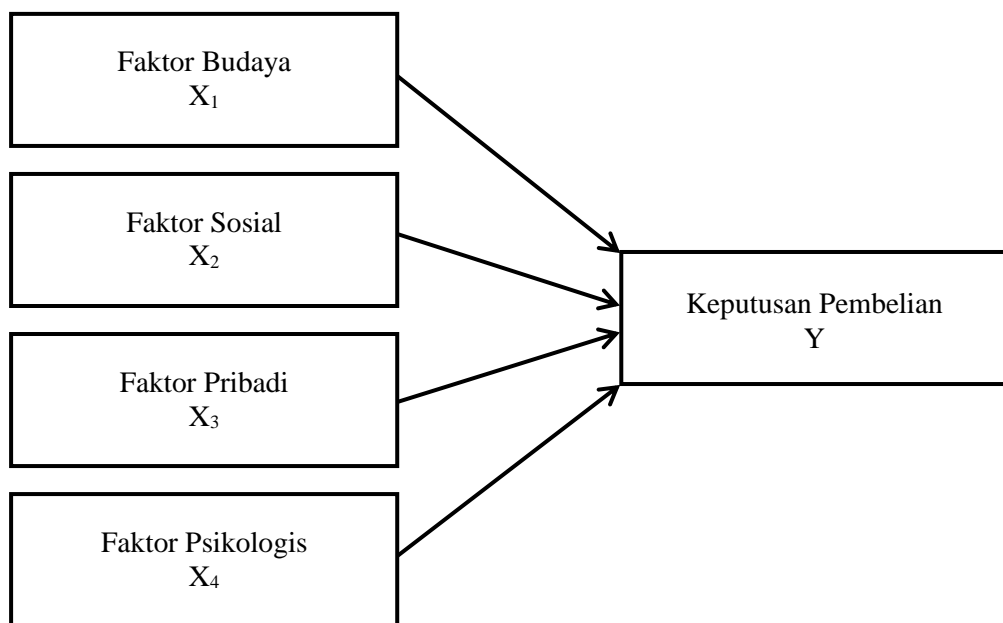 Faktor Budaya
X₁
Faktor Sosial
X₂
Faktor Pribadi
X₃
Faktor Psikologis
X₄
Keputusan Pembelian
Y